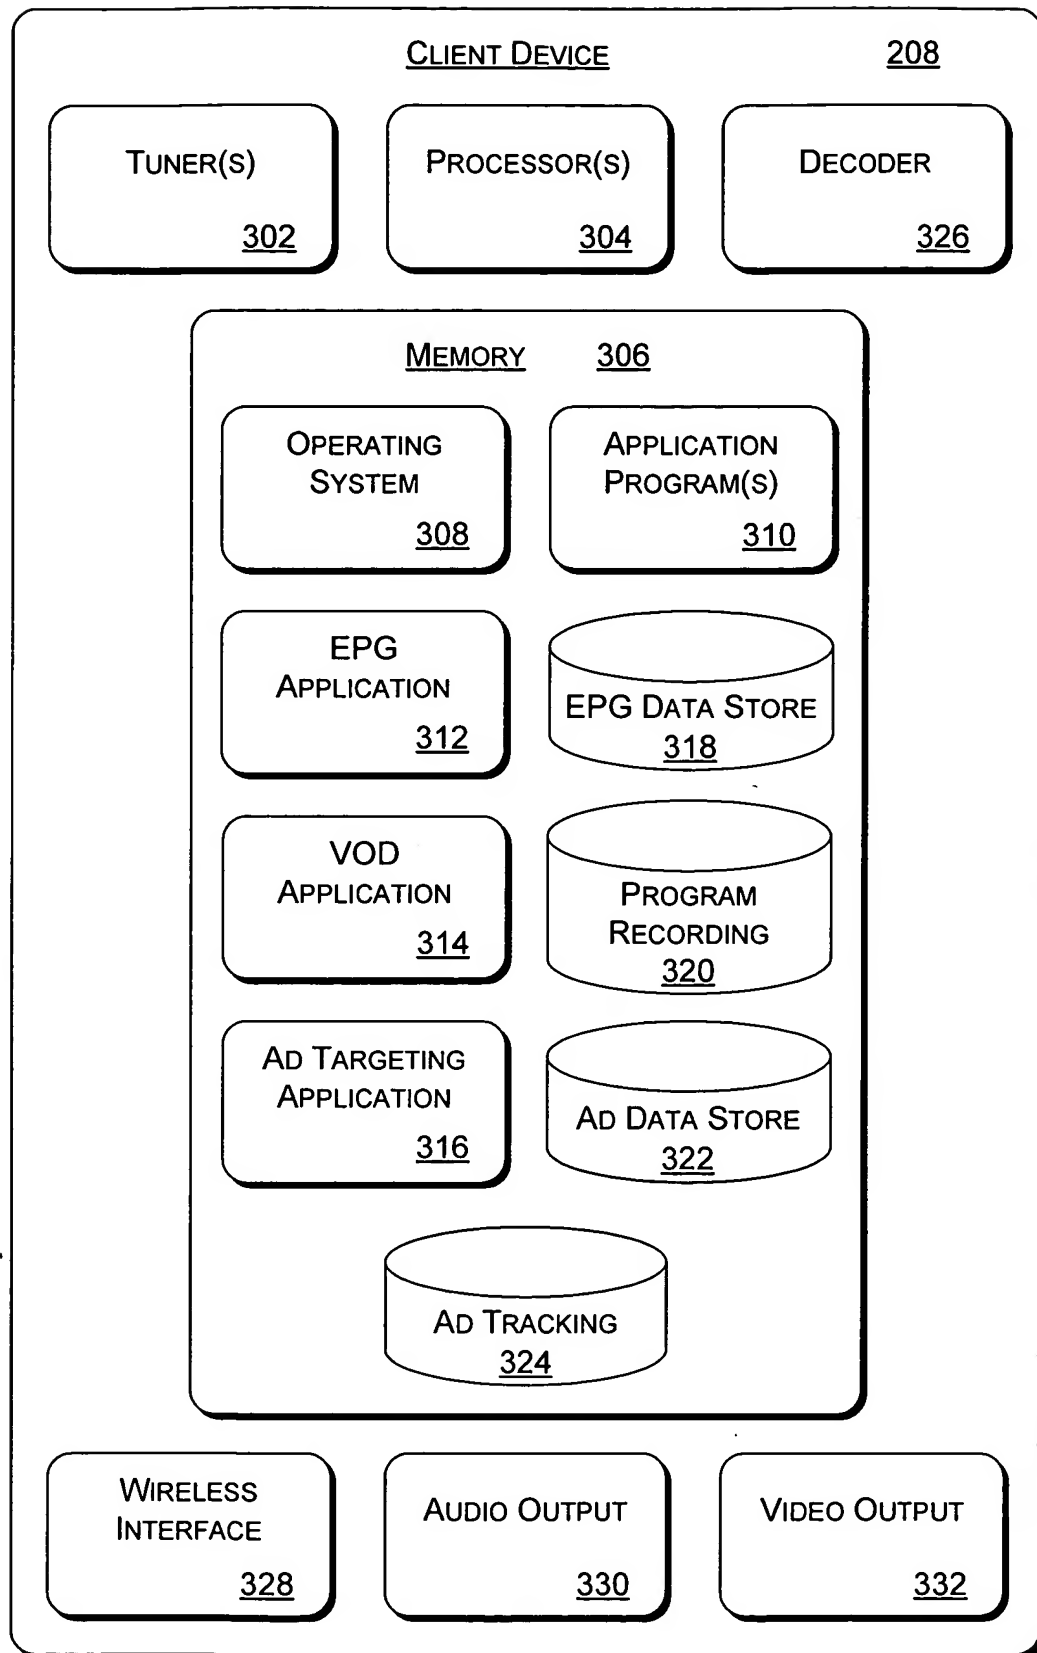 CLIENT DEVICE 208
TUNER(S)
302
PROCESSOR(S)
304
DECODER
326
MEMORY 306
OPERATING
SYSTEM
308
APPLICATION
PROGRAM(S)
310
EPG
APPLICATION
312
EPG DATA STORE
318
VOD
APPLICATION
314
PROGRAM
RECORDING
320
AD TARGETING
APPLICATION
316
AD DATA STORE
322
AD TRACKING
324
WIRELESS
INTERFACE
328
AUDIO OUTPUT
330
VIDEO OUTPUT
332